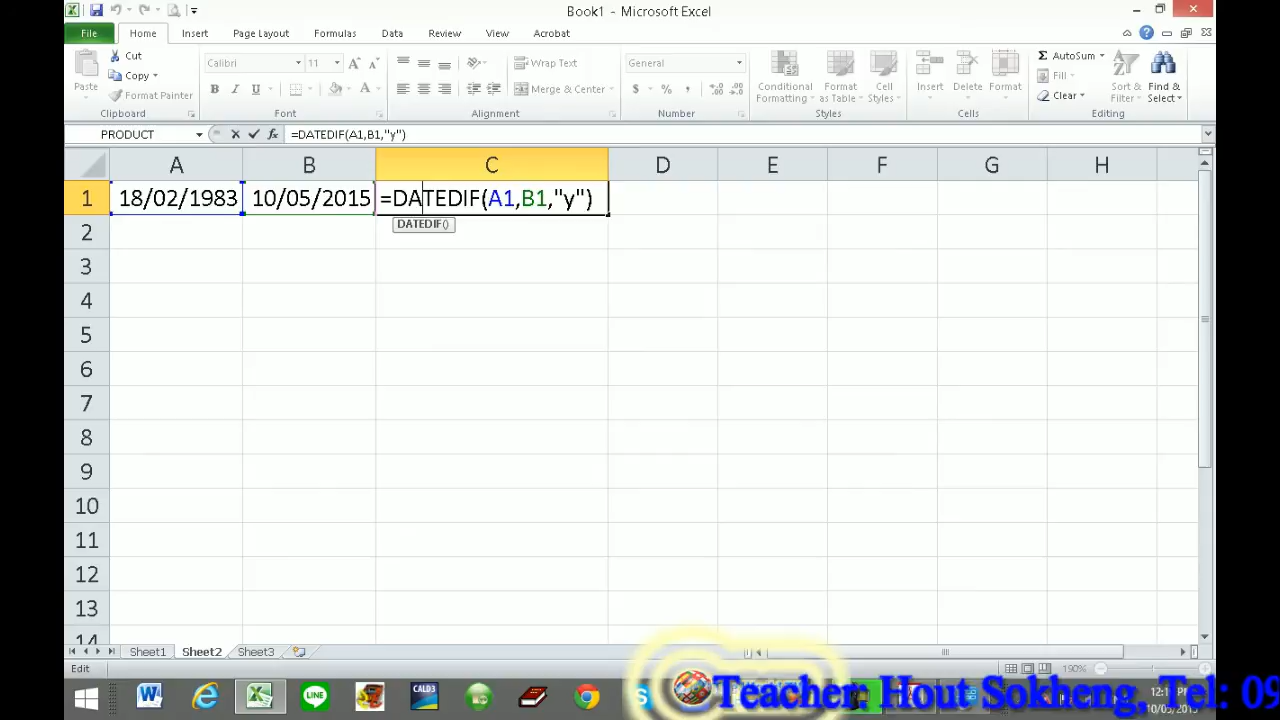 Book1 - Microsoft Excel
File Home Insert Page Layout Formulas Data Review View Acrobat
Paste
Cut
Copy
Format Painter
Clipboard
Calibri 11
B I U
Font
Wrap Text
Merge & Center
Alignment
General
$ % ,
Number
Conditional Formatting
Format as Table
Cell Styles
Styles
Insert Delete Format
Cells
AutoSum
Fill
Clear
Sort & Filter
Find & Select
Editing
PRODUCT =DATEDIF(A1,B1,"y")
A B C D E F G H
1 18/02/1983 10/05/2015 =DATEDIF(A1,B1,"y")
DATEDIF()
2
3
4
5
6
7
8
9
10
11
12
13
14
Sheet1 Sheet2 Sheet3
Edit 190%
LINE
CALD3
Teacher: Hout Sokheng, Tel: 09